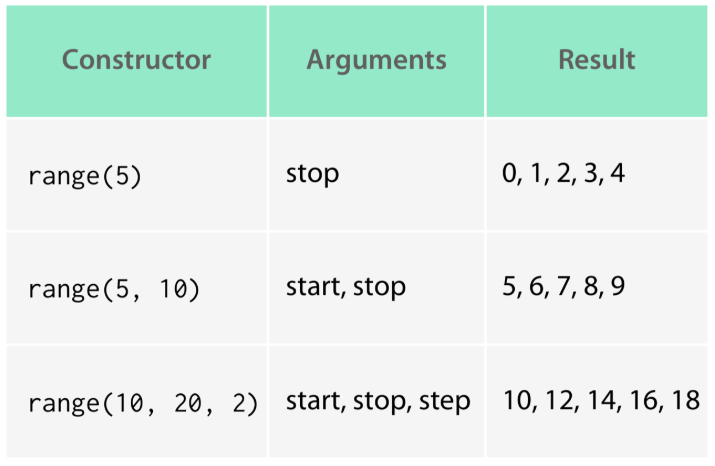 Constructor Arguments Result
range(5) stop 0, 1, 2, 3, 4
range(5, 10) start, stop 5, 6, 7, 8, 9
range(10, 20, 2) start, stop, step 10, 12, 14, 16, 18